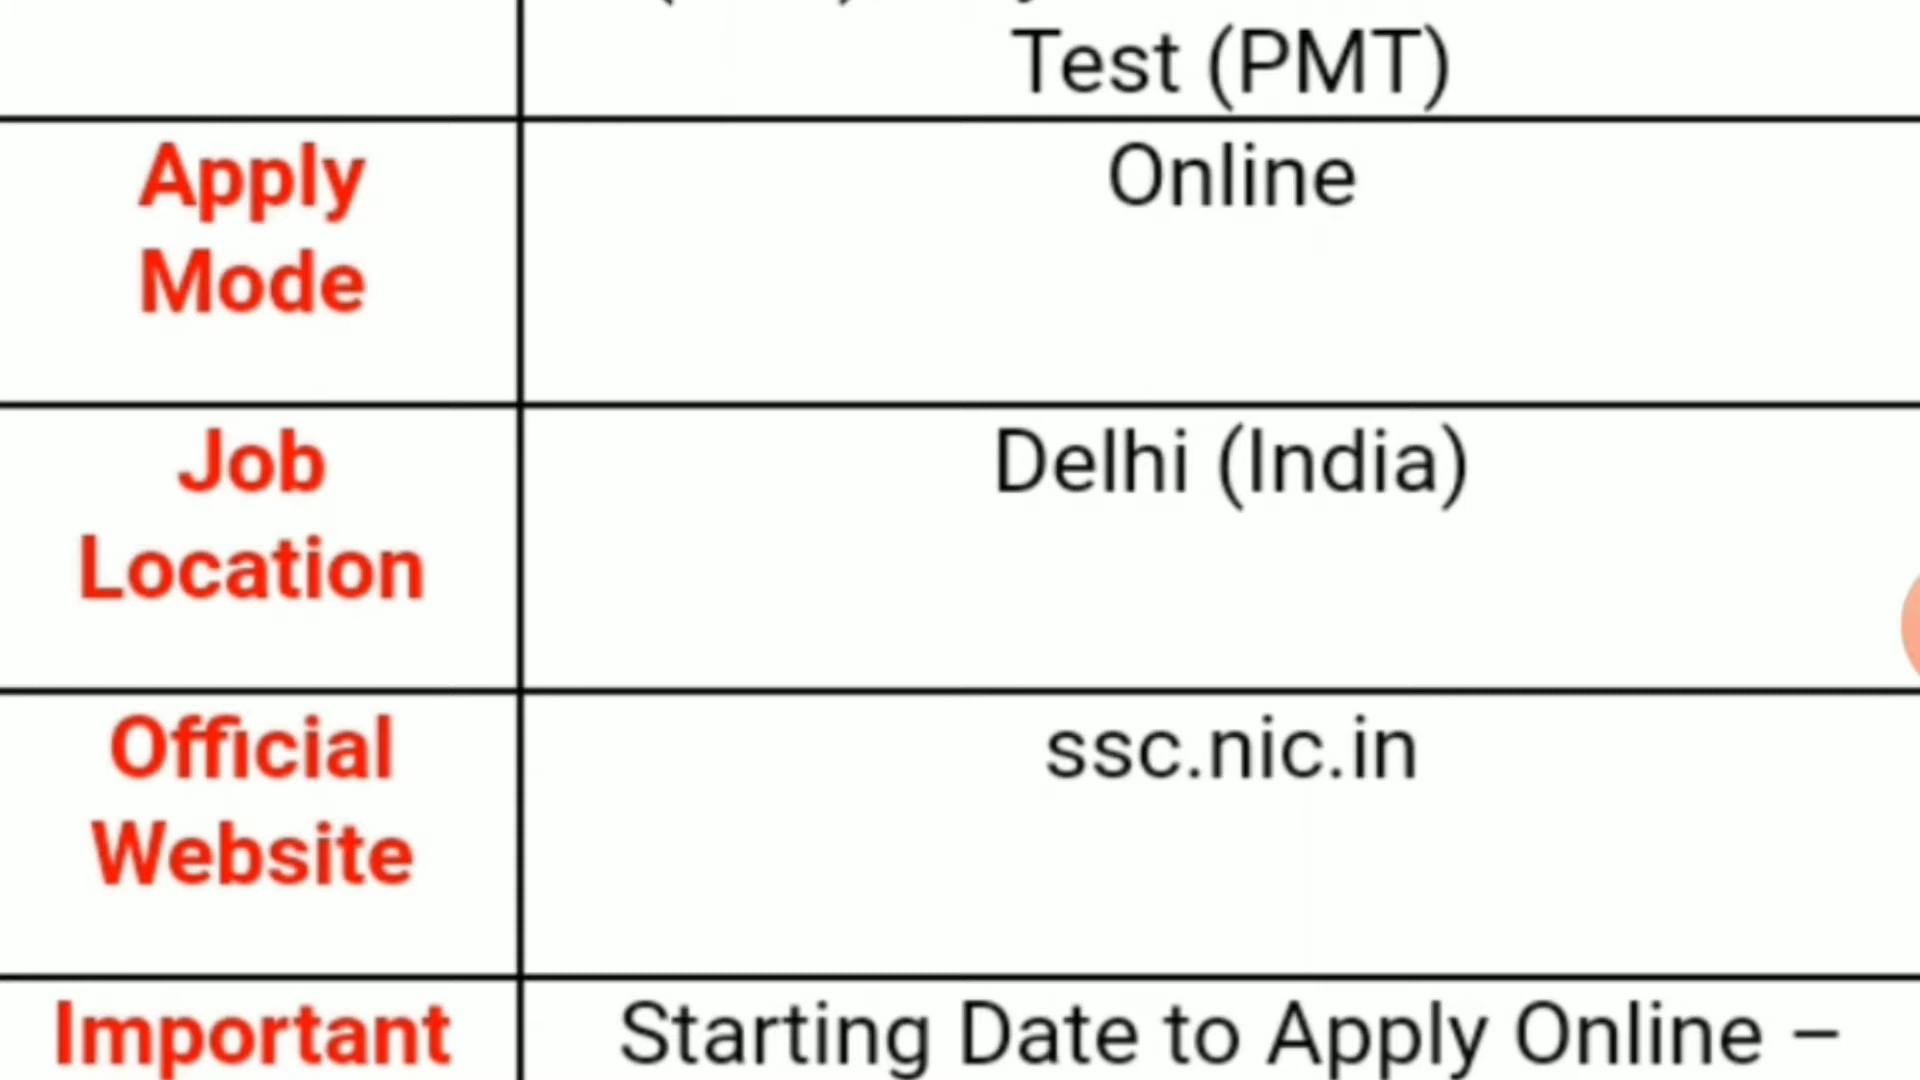 Test (PMT)
Apply
Mode
Online
Job
Location
Delhi (India)
Official
Website
ssc.nic.in
Important
Starting Date to Apply Online –